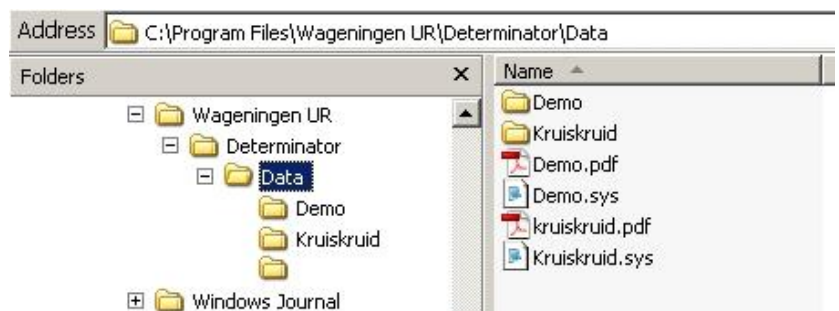 Address C:\Program Files\Wageningen UR\Determinator\Data
Folders
Wageningen UR
Determinator
Data
Demo
Kruiskruid
Windows Journal
Name
Demo
Kruiskruid
Demo.pdf
Demo.sys
kruiskruid.pdf
Kruiskruid.sys